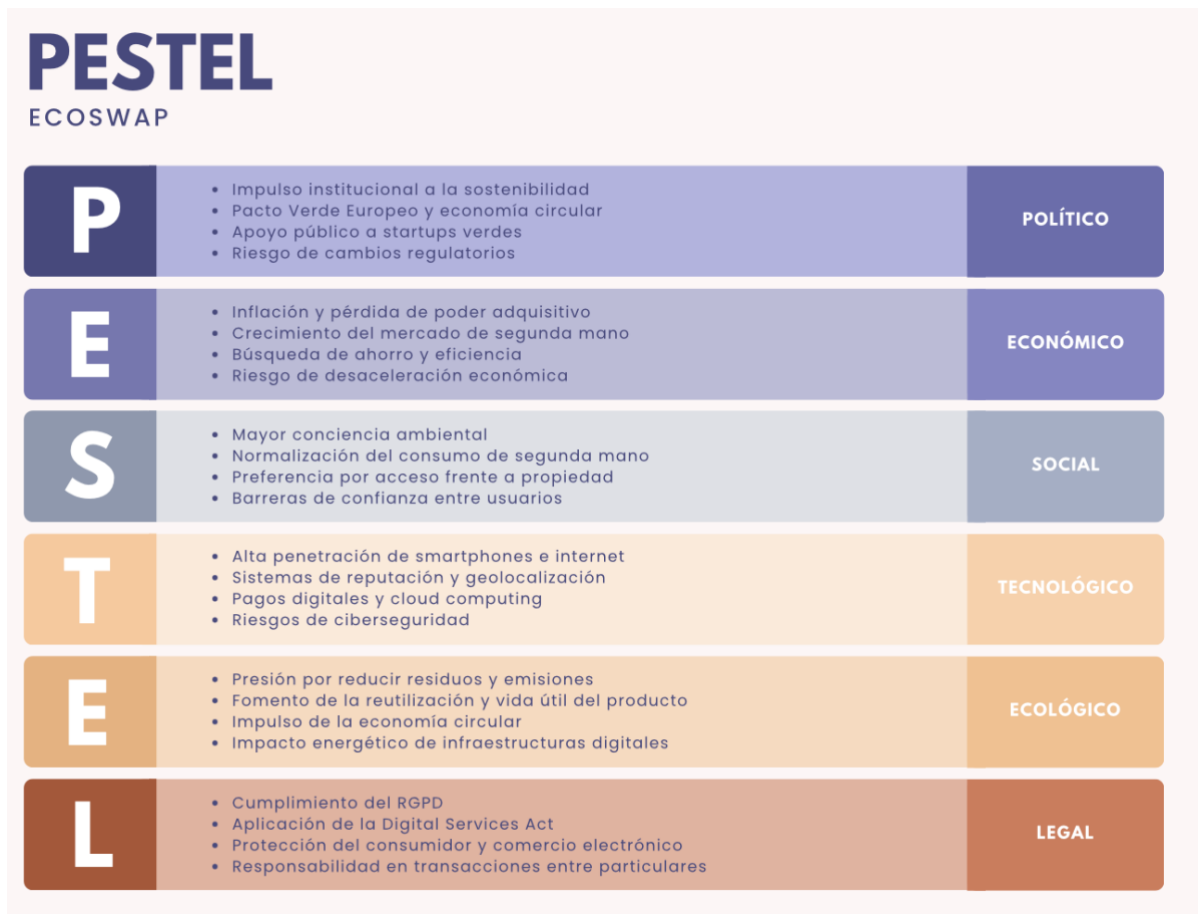 PESTEL
ECOSWAP
P
• Impulso institucional a la sostenibilidad
• Pacto Verde Europeo y economía circular
• Apoyo público a startups verdes
• Riesgo de cambios regulatorios
POLÍTICO
E
• Inflación y pérdida de poder adquisitivo
• Crecimiento del mercado de segunda mano
• Búsqueda de ahorro y eficiencia
• Riesgo de desaceleración económica
ECONÓMICO
S
• Mayor conciencia ambiental
• Normalización del consumo de segunda mano
• Preferencia por acceso frente a propiedad
• Barreras de confianza entre usuarios
SOCIAL
T
• Alta penetración de smartphones e internet
• Sistemas de reputación y geolocalización
• Pagos digitales y cloud computing
• Riesgos de ciberseguridad
TECNOLÓGICO
E
• Presión por reducir residuos y emisiones
• Fomento de la reutilización y vida útil del producto
• Impulso de la economía circular
• Impacto energético de infraestructuras digitales
ECOLÓGICO
L
• Cumplimiento del RGPD
• Aplicación de la Digital Services Act
• Protección del consumidor y comercio electrónico
• Responsabilidad en transacciones entre particulares
LEGAL